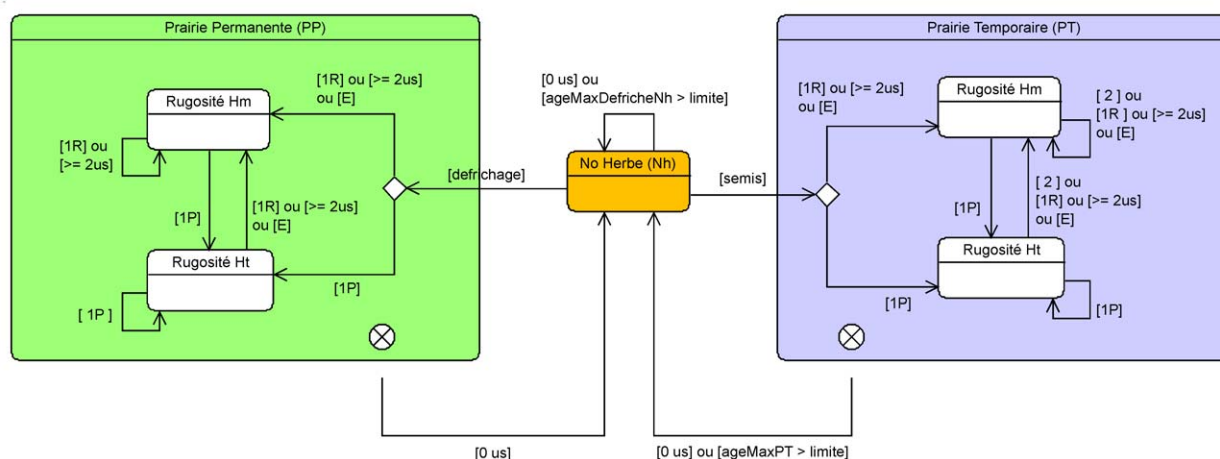 Prairie Permanente (PP)
[1R] ou [>= 2us]
ou [E]
Rugosité Hm
[1R] ou
[>= 2us]
[1P]
[1R] ou [>= 2us]
ou [E]
Rugosité Ht
[1P]
[ 1P ]
[0 us] ou
[ageMaxDefricheNh > limite]
No Herbe (Nh)
[defrichage]
[semis]
[0 us]
[0 us] ou [ageMaxPT > limite]
Prairie Temporaire (PT)
[1R] ou [>= 2us]
ou [E]
Rugosité Hm
[ 2 ] ou
[1R ] ou [>= 2us]
ou [E]
[1P]
[ 2 ] ou
[1R] ou [>= 2us]
ou [E]
Rugosité Ht
[1P]
[1P]